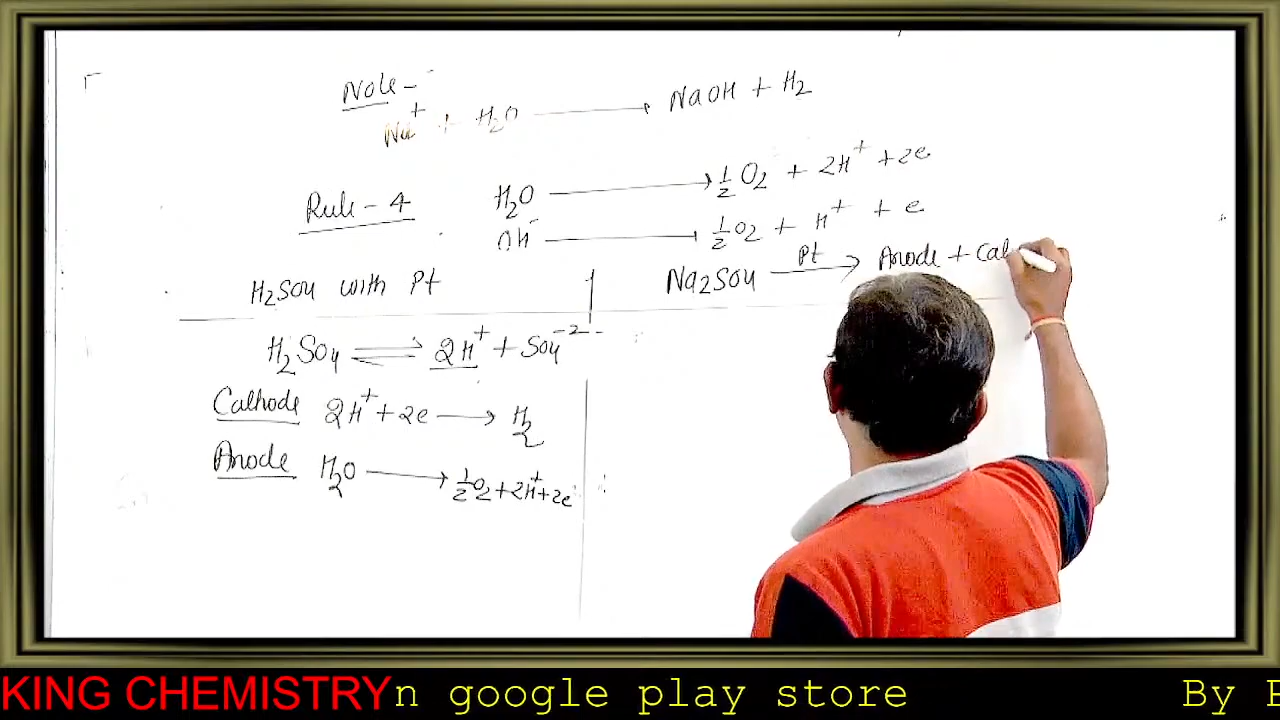 Note -
Na⁺ + H₂O ⟶ NaOH + H₂
Rule - 4
H₂O ⟶ ½O₂ + 2H⁺ + 2e
OH⁻ ⟶ ½O₂ + H⁺ + e
H₂SO₄ with Pt
Na₂SO₄ —Pt→ Anode + Cat
H₂SO₄ ⇌ 2H⁺ + SO₄⁻²
Cathode 2H⁺ + 2e ⟶ H₂
Anode H₂O ⟶ ½O₂ + 2H⁺ + 2e
KING CHEMISTRY n google play store By